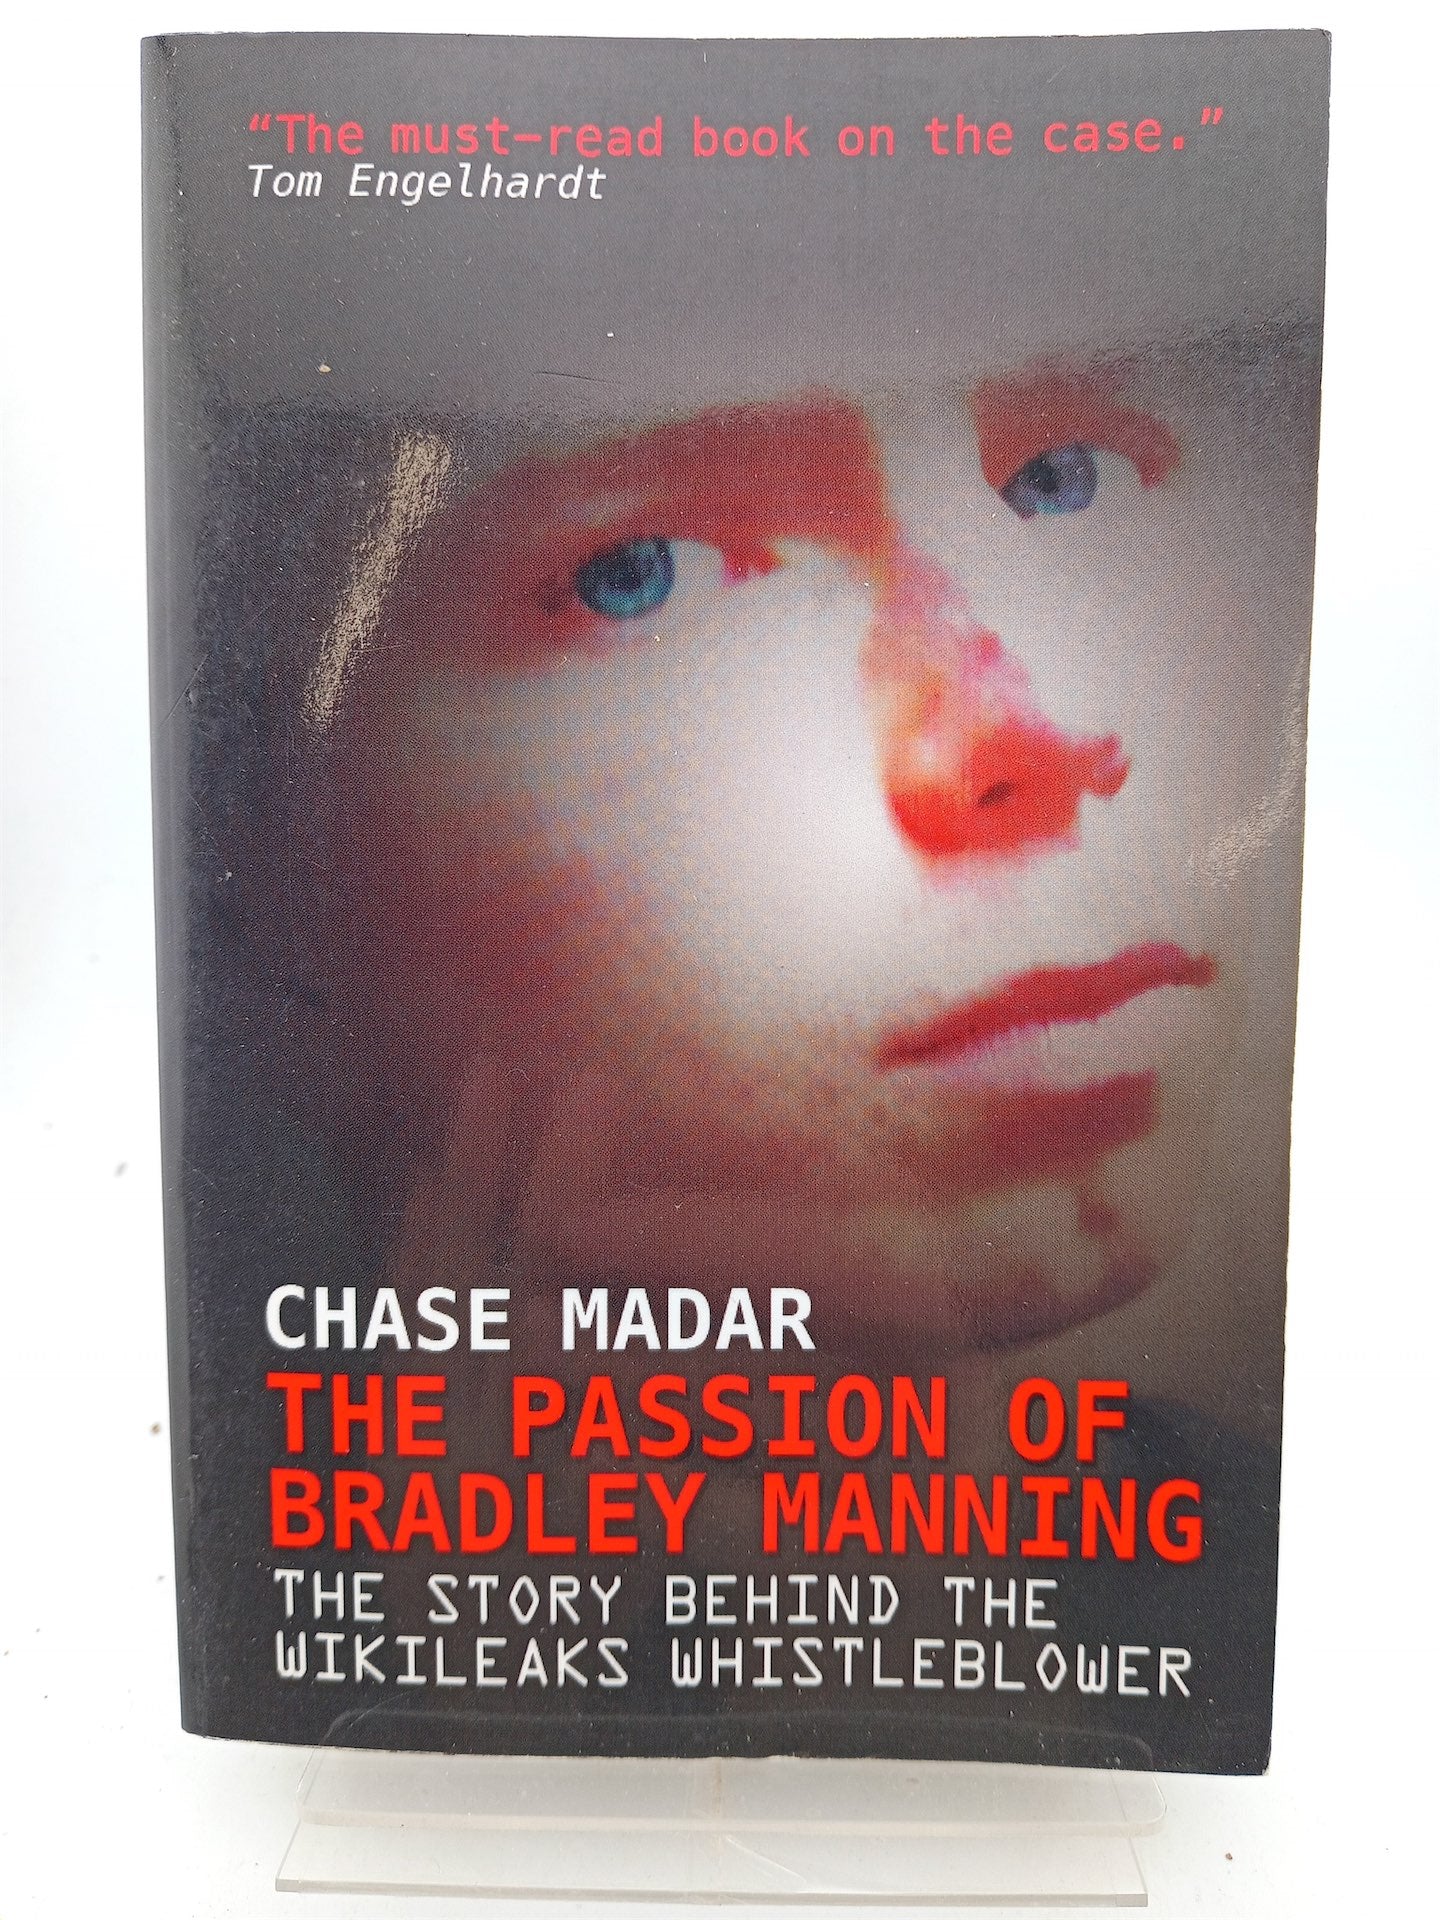 “The must-read book on the case.”
Tom Engelhardt
CHASE MADAR
THE PASSION OF
BRADLEY MANNING
THE STORY BEHIND THE
WIKILEAKS WHISTLEBLOWER